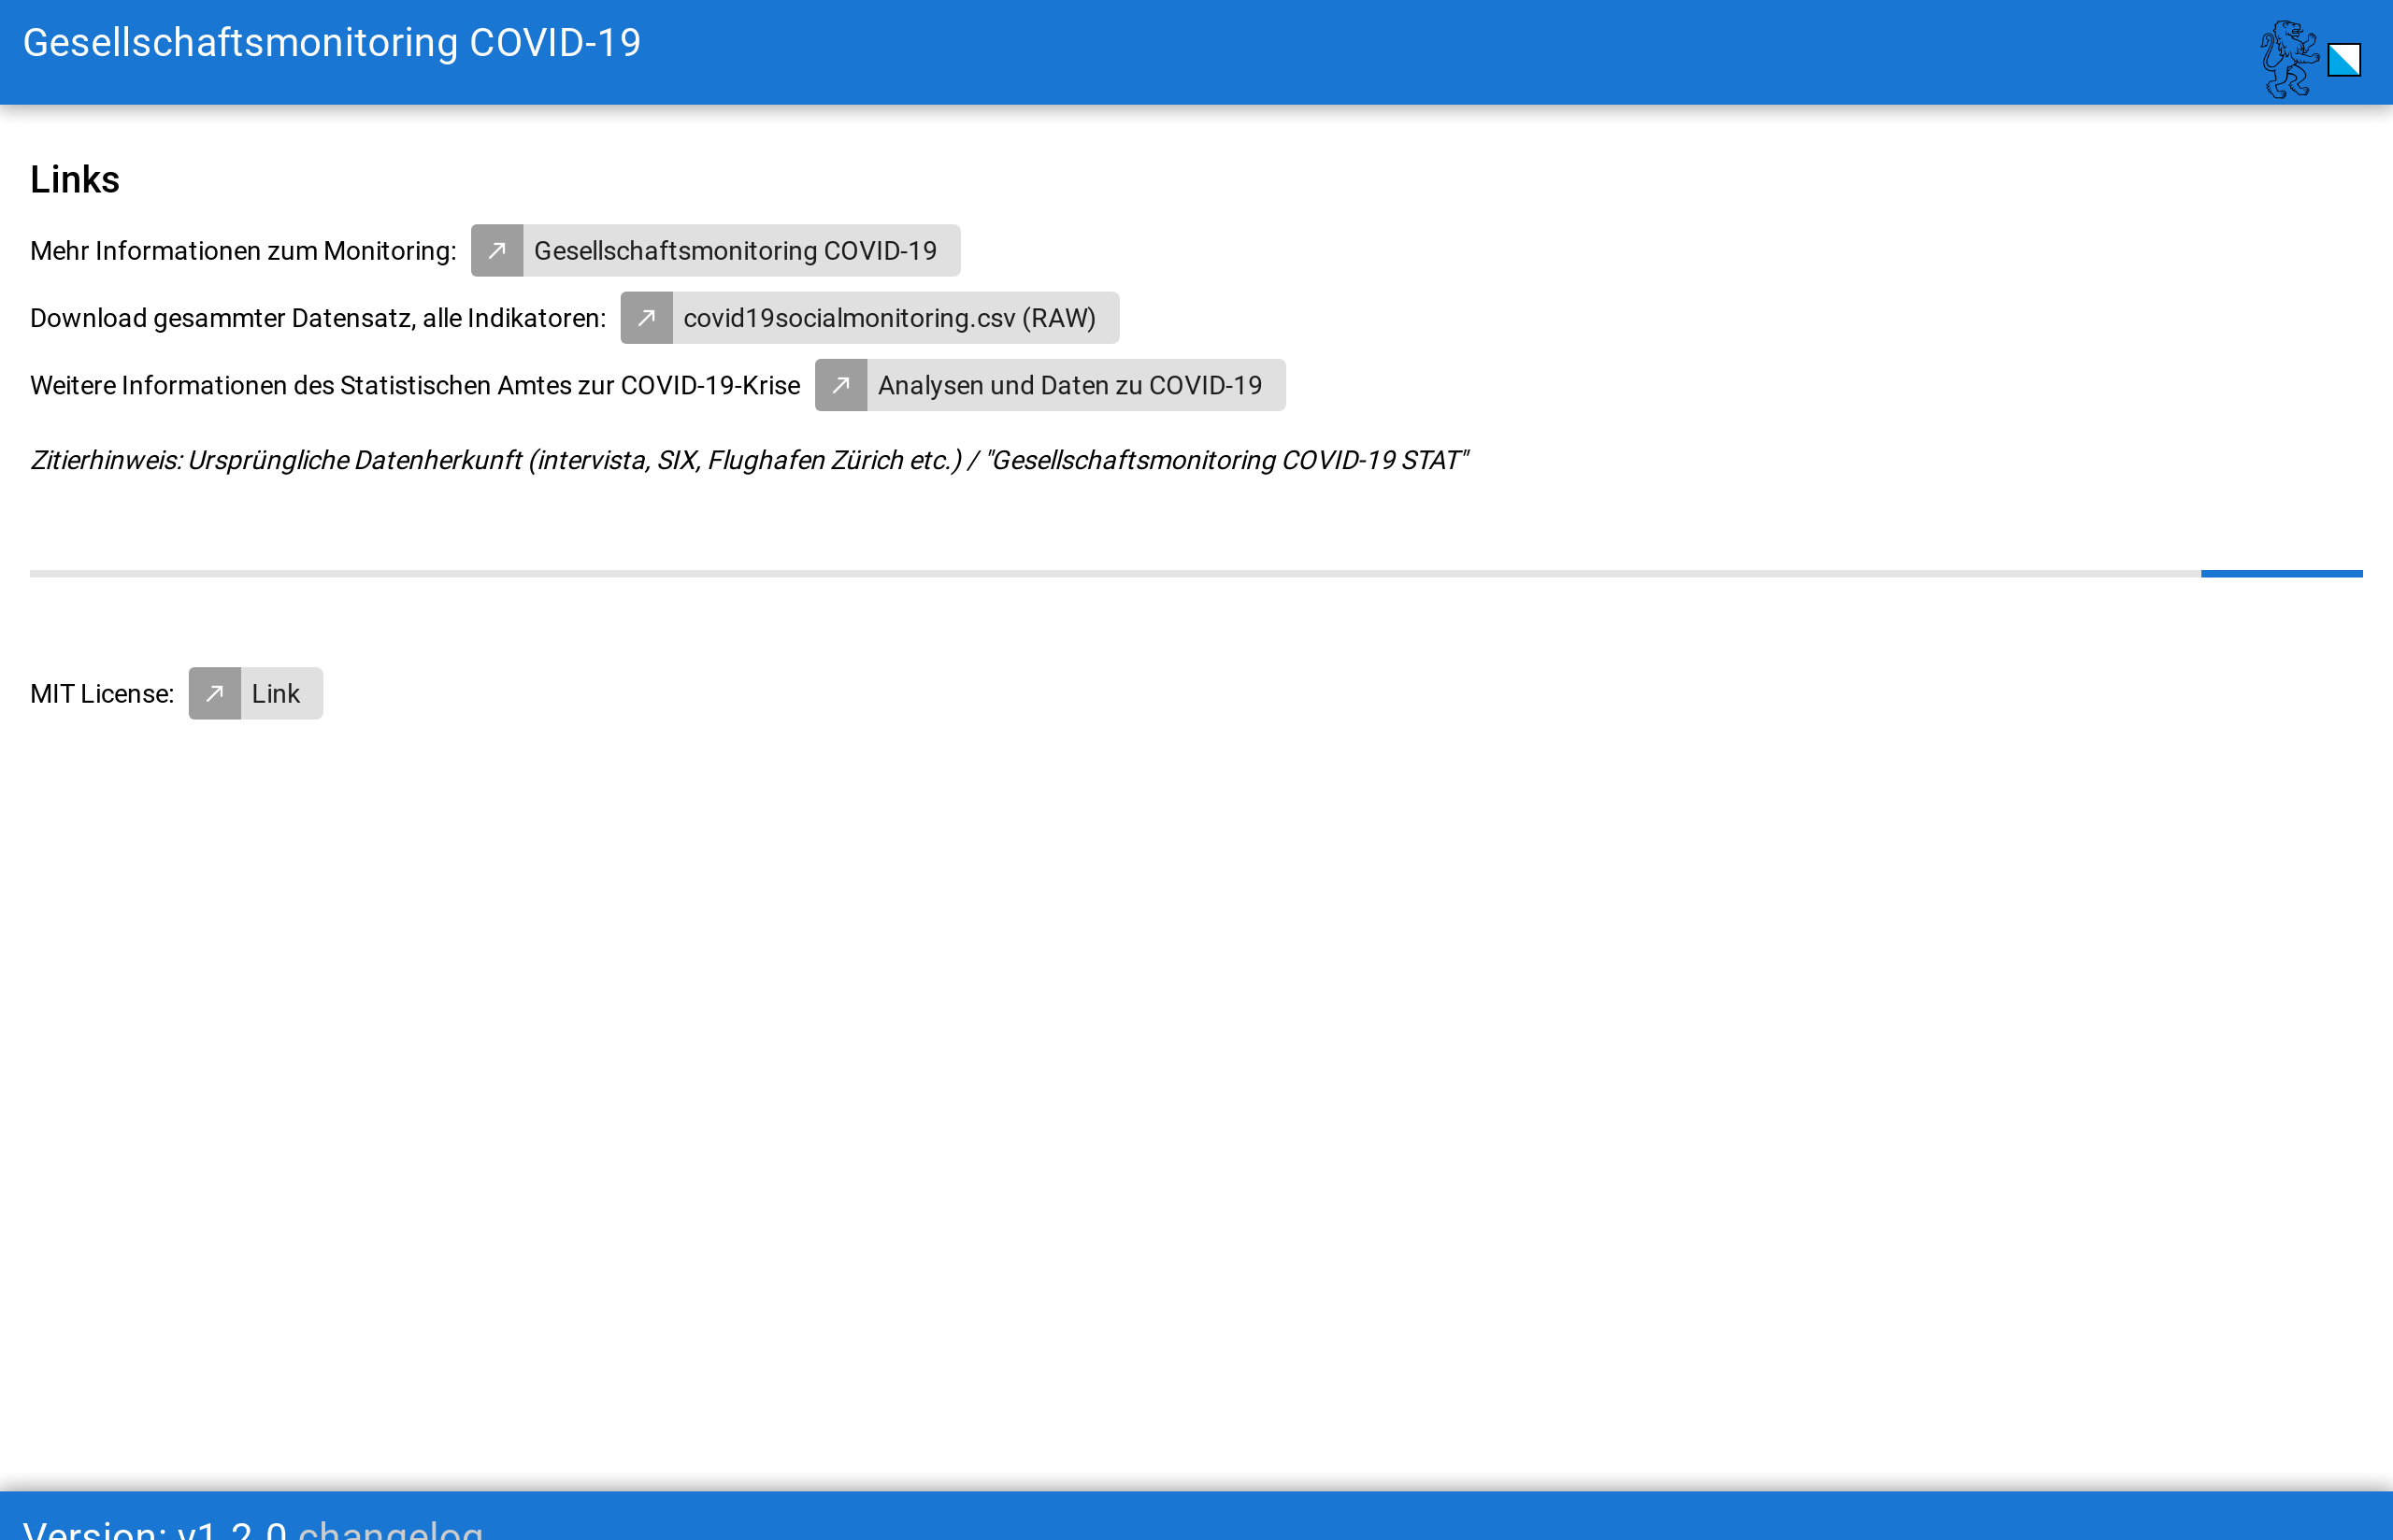 Gesellschaftsmonitoring COVID-19
Links
Mehr Informationen zum Monitoring: Gesellschaftsmonitoring COVID-19
Download gesammter Datensatz, alle Indikatoren: covid19socialmonitoring.csv (RAW)
Weitere Informationen des Statistischen Amtes zur COVID-19-Krise Analysen und Daten zu COVID-19
Zitierhinweis: Ursprüngliche Datenherkunft (intervista, SIX, Flughafen Zürich etc.) / "Gesellschaftsmonitoring COVID-19 STAT"
MIT License: Link
Version: v1.2.0 changelog